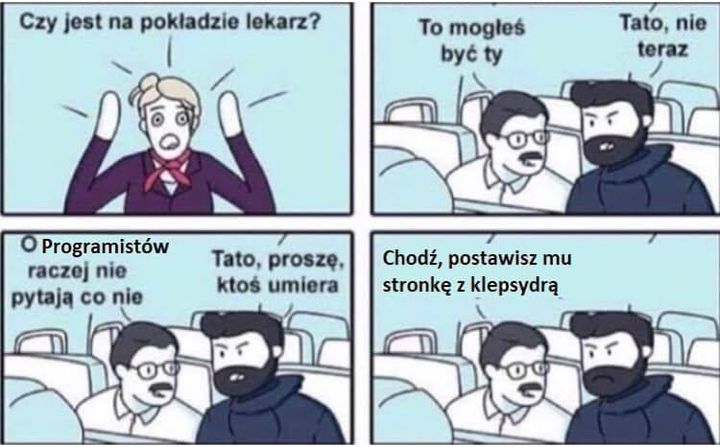 Czy jest na pokładzie lekarz?
To mogłeś
być ty
Tato, nie
teraz
O Programistów
raczej nie
pytają co nie
Tato, proszę,
ktoś umiera
Chodź, postawisz mu
stronkę z klepsydrą